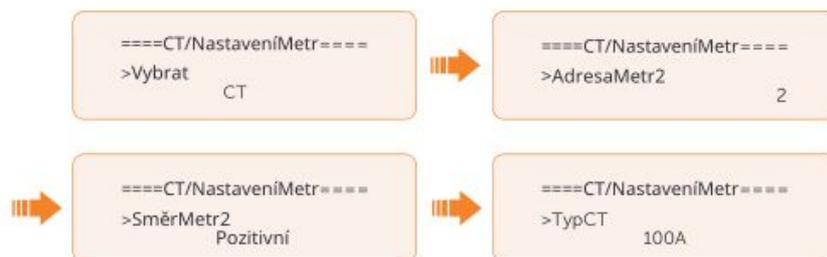 ====CT/NastaveníMetr====
>Vybrat
CT
====CT/NastaveníMetr====
>AdresaMetr2
2
====CT/NastaveníMetr====
>SměrMetr2
Pozitivní
====CT/NastaveníMetr====
>TypCT
100A